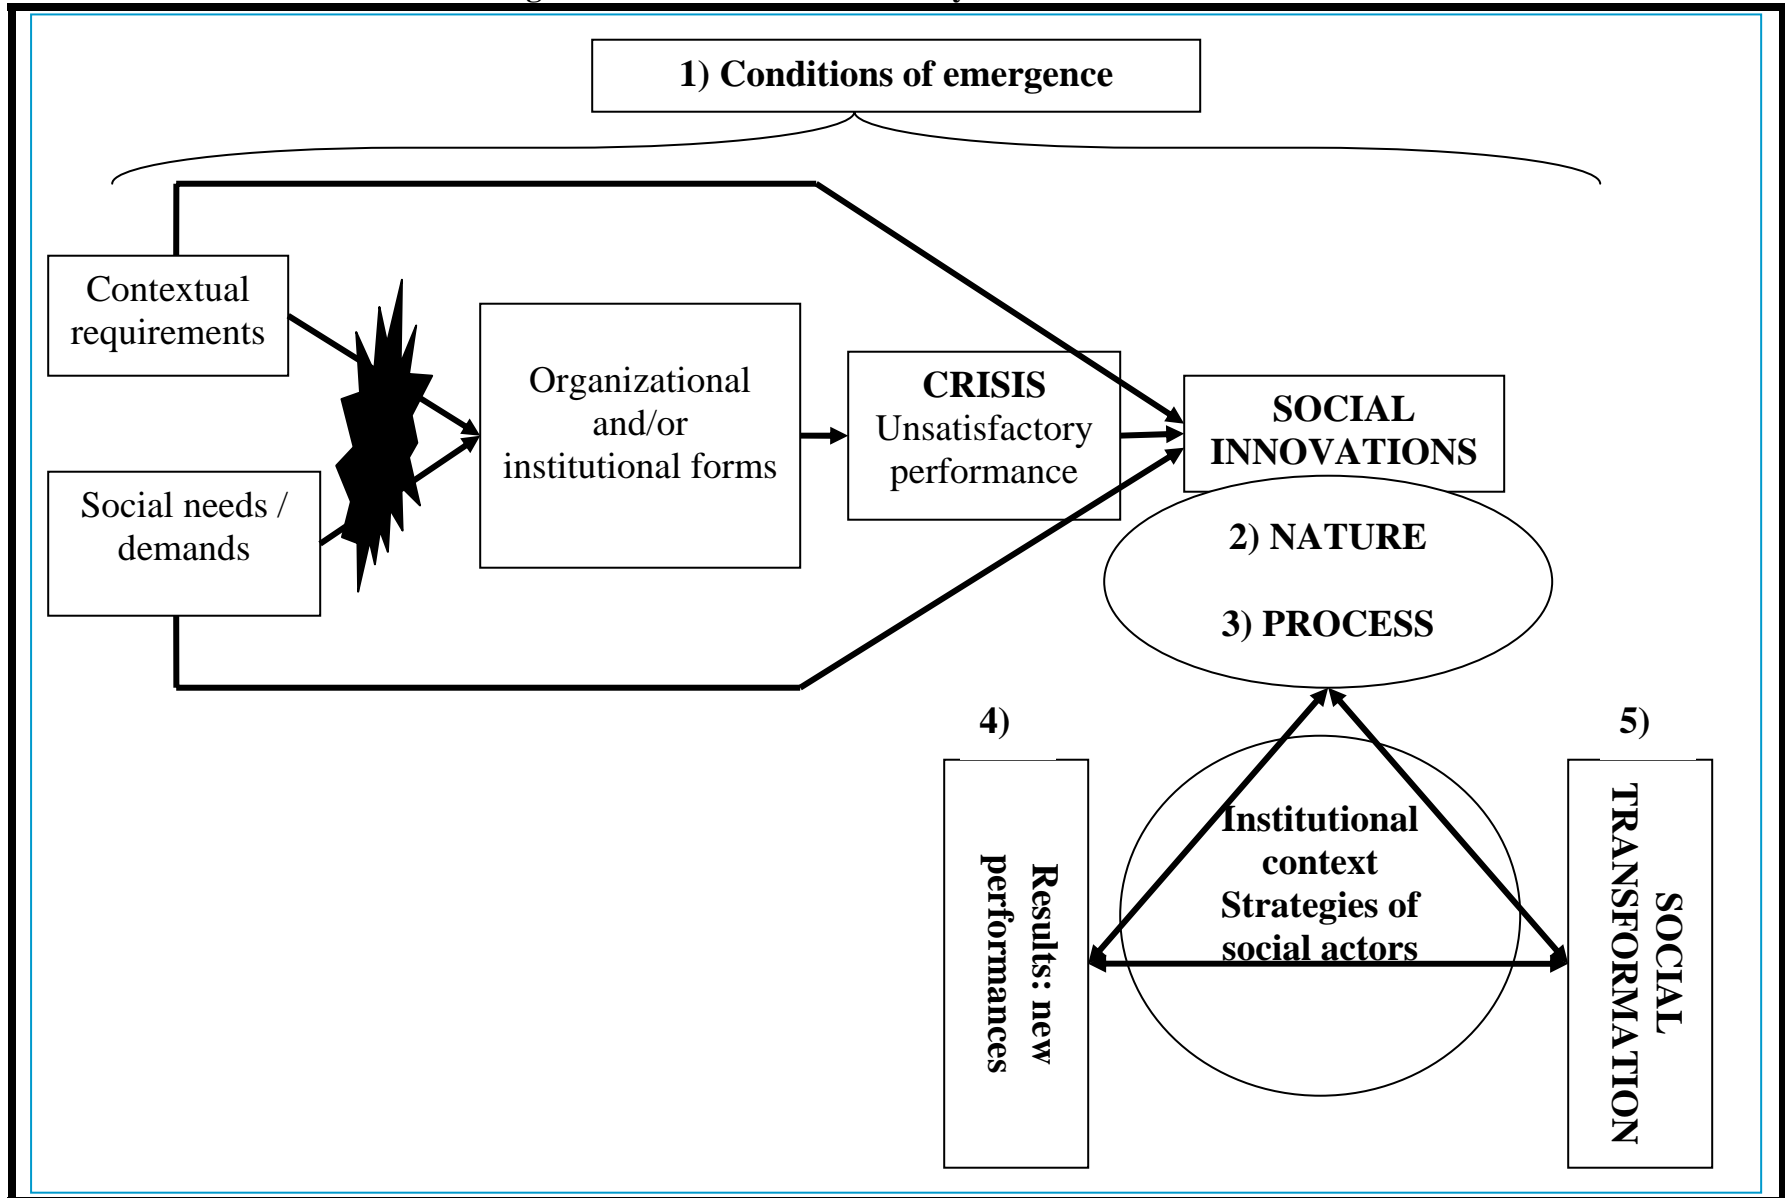 1) Conditions of emergence
Contextual
requirements
Social needs /
demands
Organizational
and/or
institutional forms
CRISIS
Unsatisfactory
performance
SOCIAL
INNOVATIONS
2) NATURE
3) PROCESS
4)
Results: new
performances
Institutional
context
Strategies of
social actors
5)
SOCIAL
TRANSFORMATION